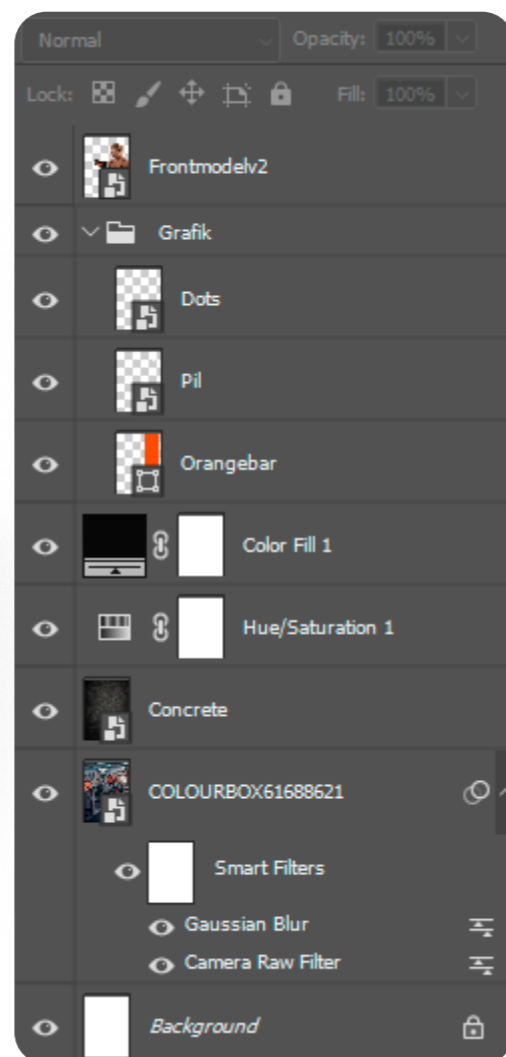 Normal Opacity: 100%
Lock: Fill: 100%
Frontmodelv2
Grafik
Dots
Pil
Orangebar
Color Fill 1
Hue/Saturation 1
Concrete
COLOURBOX61688621
Smart Filters
Gaussian Blur
Camera Raw Filter
Background